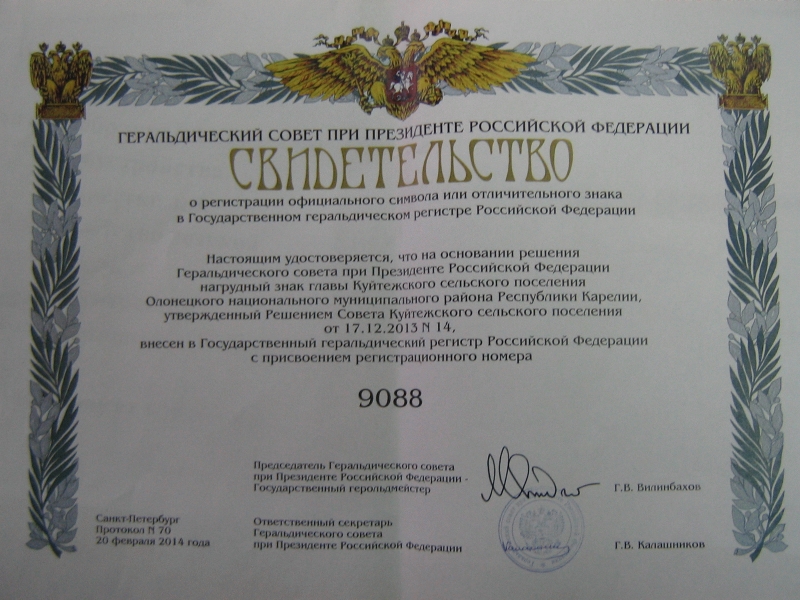 ГЕРАЛЬДИЧЕСКИЙ СОВЕТ ПРИ ПРЕЗИДЕНТЕ РОССИЙСКОЙ ФЕДЕРАЦИИ
СВИДЕТЕЛЬСТВО
о регистрации официального символа или отличительного знака
в Государственном геральдическом регистре Российской Федерации
Настоящим удостоверяется, что на основании решения
Геральдического совета при Президенте Российской Федерации
нагрудный знак главы Куйтежского сельского поселения
Олонецкого национального муниципального района Республики Карелии,
утвержденный Решением Совета Куйтежского сельского поселения
от 17.12.2013 N 14,
внесен в Государственный геральдический регистр Российской Федерации
с присвоением регистрационного номера
9088
Председатель Геральдического совета
при Президенте Российской Федерации -
Государственный герольдмейстер
Г.В. Вилинбахов
Санкт-Петербург
Протокол N 70
20 февраля 2014 года
Ответственный секретарь
Геральдического совета
при Президенте Российской Федерации
Г.В. Калашников